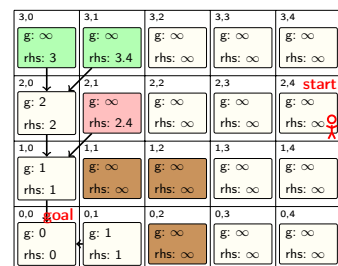 3,0 3,1 3,2 3,3 3,4
g: ∞ g: ∞ g: ∞ g: ∞ g: ∞
rhs: 3 rhs: 3.4 rhs: ∞ rhs: ∞ rhs: ∞
2,0 2,1 2,2 2,3 2,4 start
g: 2 g: ∞ g: ∞ g: ∞ g: ∞
rhs: 2 rhs: 2.4 rhs: ∞ rhs: ∞ rhs: ∞
1,0 1,1 1,2 1,3 1,4
g: 1 g: ∞ g: ∞ g: ∞ g: ∞
rhs: 1 rhs: ∞ rhs: ∞ rhs: ∞ rhs: ∞
0,0 goal 0,1 0,2 0,3 0,4
g: 0 g: 1 g: ∞ g: ∞ g: ∞
rhs: 0 rhs: 1 rhs: ∞ rhs: ∞ rhs: ∞